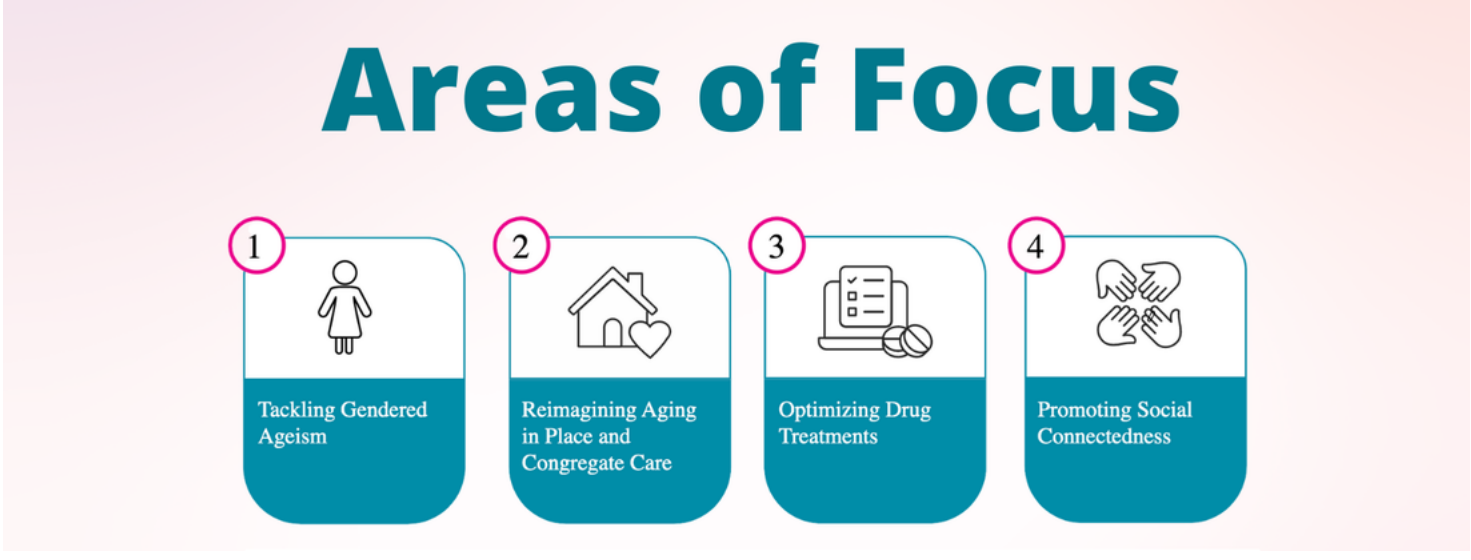 Areas of Focus
1
Tackling Gendered
Ageism
2
Reimagining Aging
in Place and
Congregate Care
3
Optimizing Drug
Treatments
4
Promoting Social
Connectedness